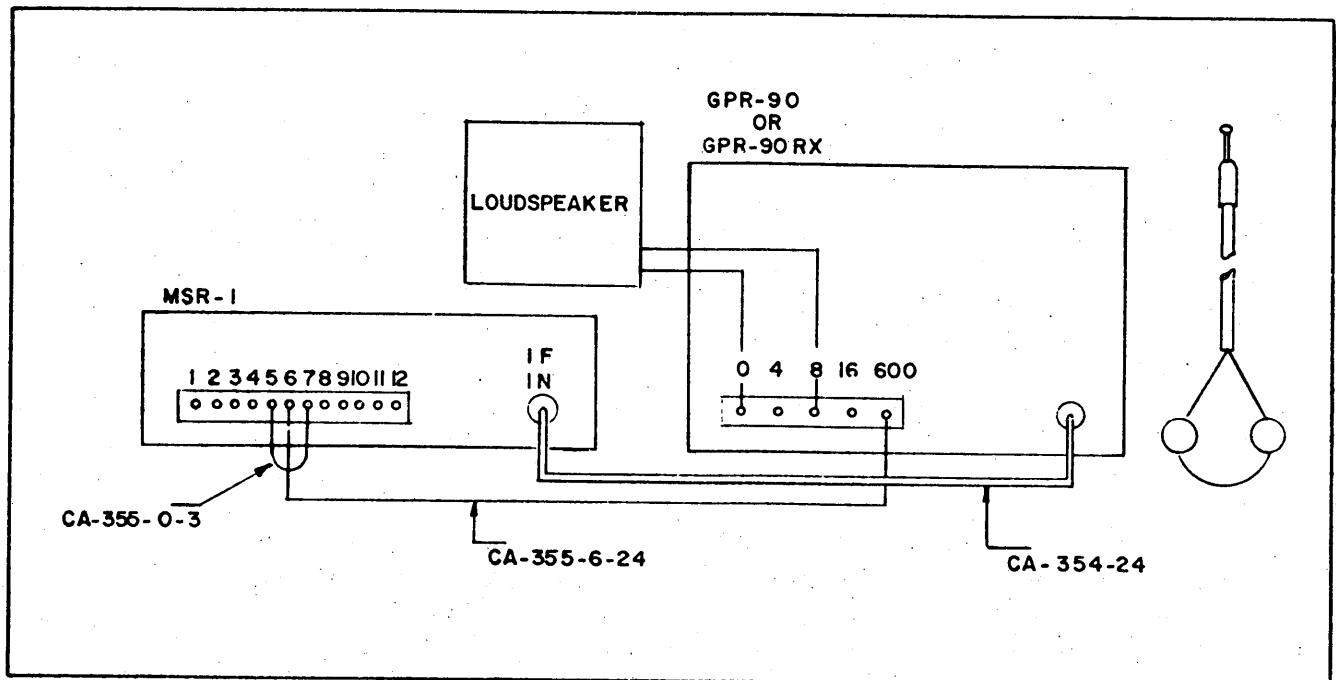 GPR-90
OR
GPR-90 RX
LOUDSPEAKER
MSR-1
1 2 3 4 5 6 7 8 9 10 11 12
IF
IN
0 4 8 16 600
CA-355-0-3
CA-355-6-24
CA-354-24